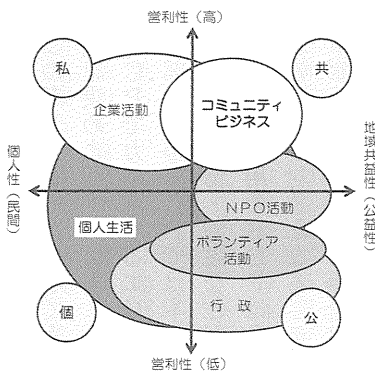 営利性（高）
私
共
企業活動
コミュニティ
ビジネス
個人性（民間）
地域共益性（公益性）
NPO活動
個人生活
ボランティア
活動
行 政
個
公
営利性（低）